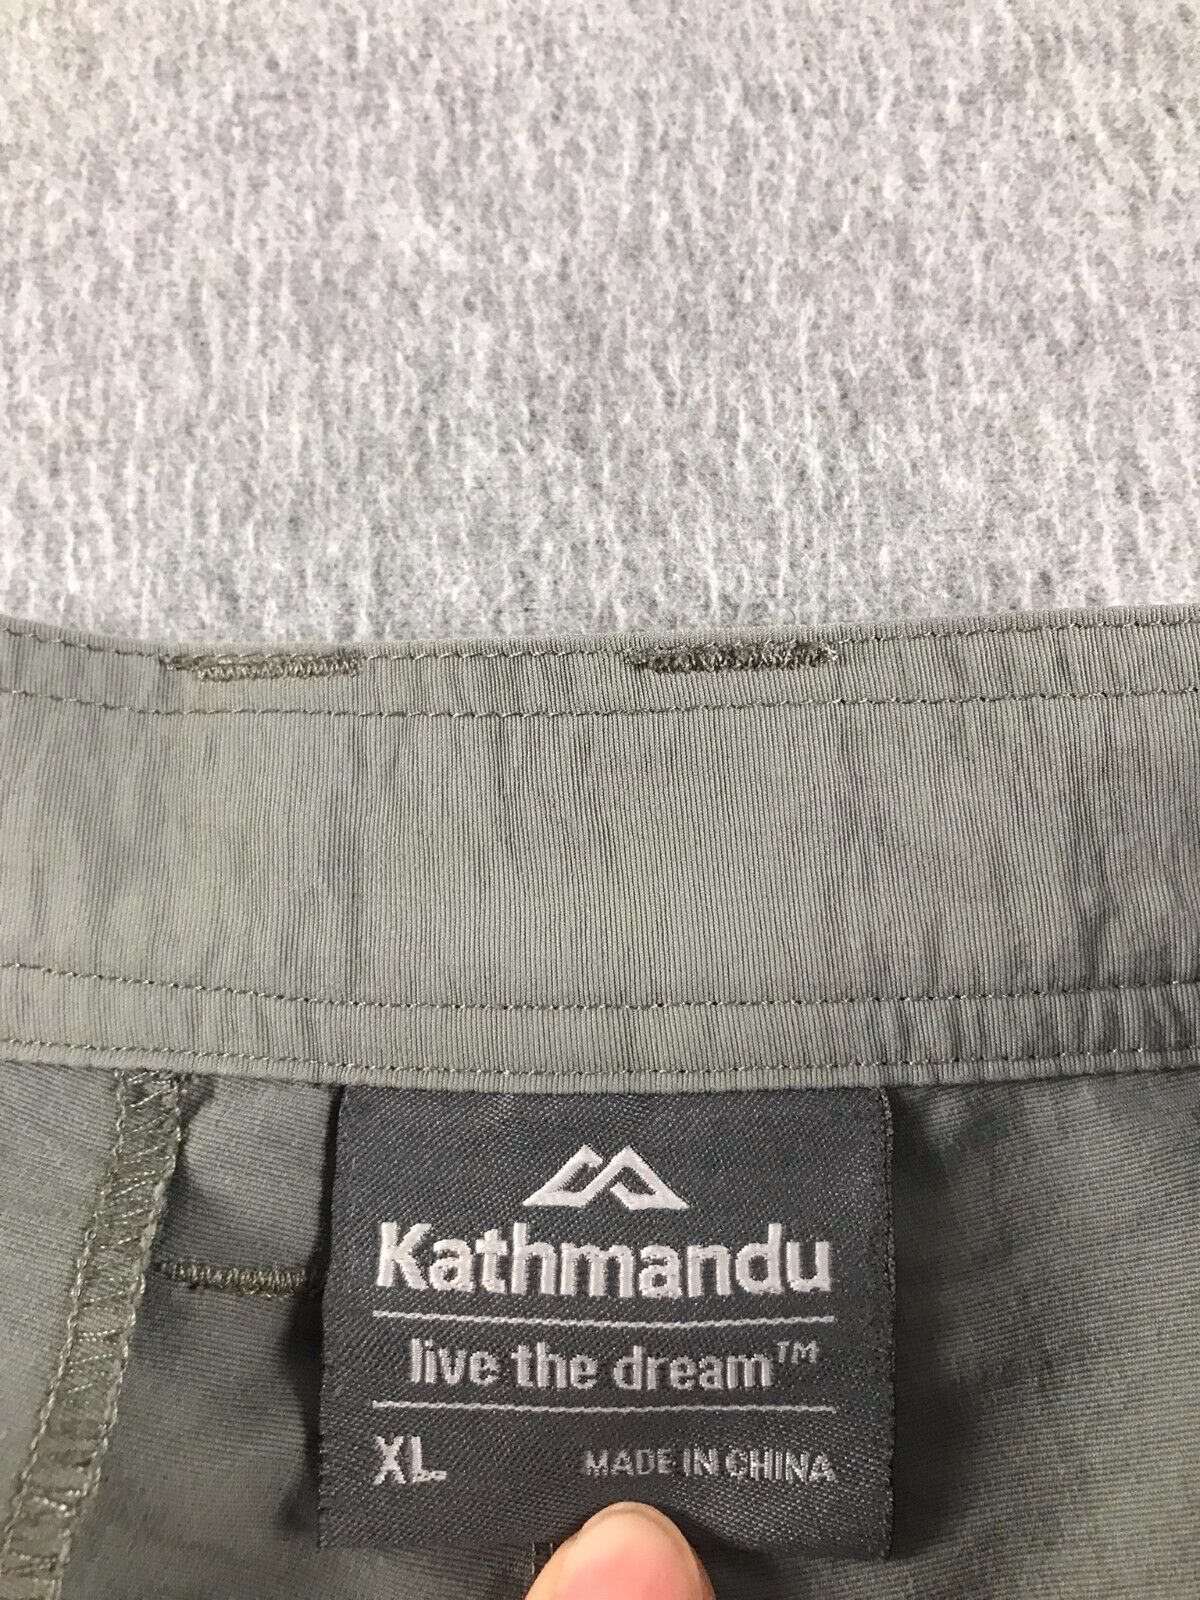 Kathmandu
live the dream™
XL
MADE IN CHINA